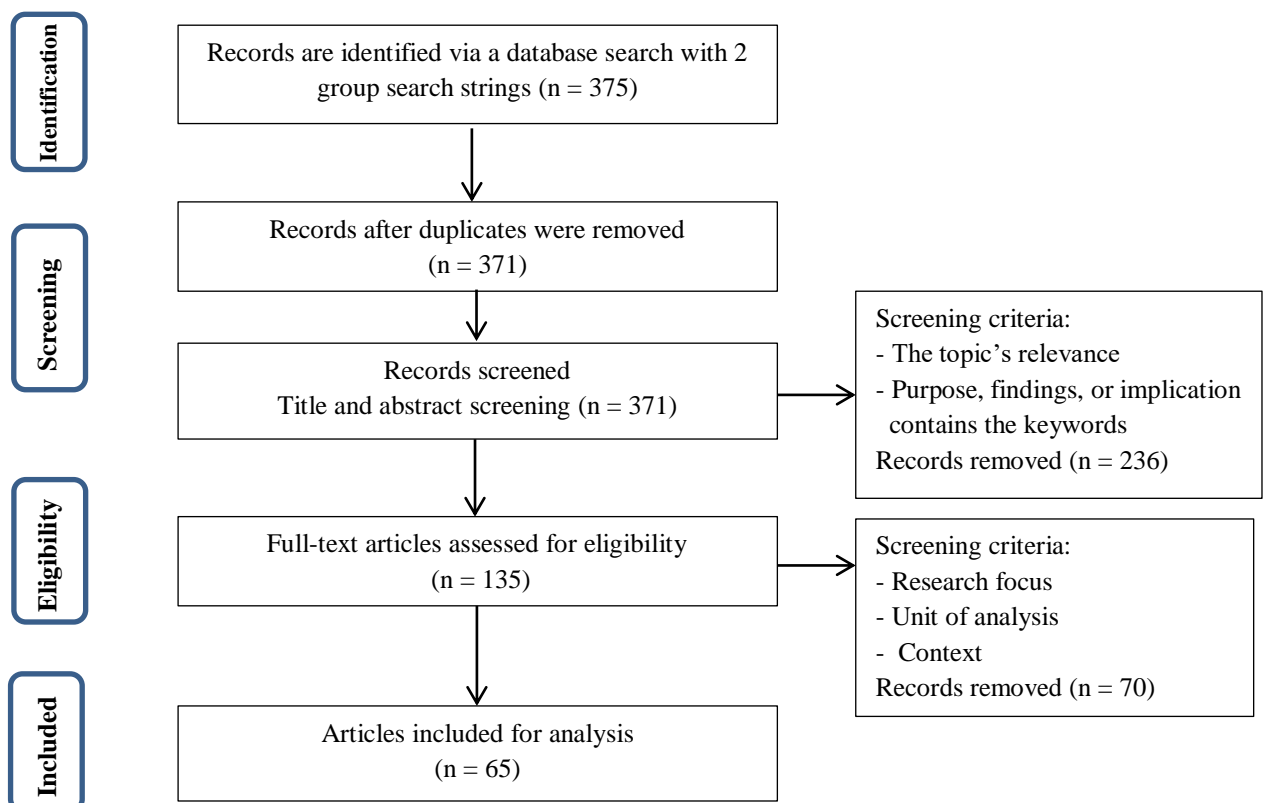 Identification
Records are identified via a database search with 2
group search strings (n = 375)
Screening
Records after duplicates were removed
(n = 371)
Records screened
Title and abstract screening (n = 371)
Screening criteria:
- The topic’s relevance
- Purpose, findings, or implication
contains the keywords
Records removed (n = 236)
Eligibility
Full-text articles assessed for eligibility
(n = 135)
Screening criteria:
- Research focus
- Unit of analysis
- Context
Records removed (n = 70)
Included
Articles included for analysis
(n = 65)